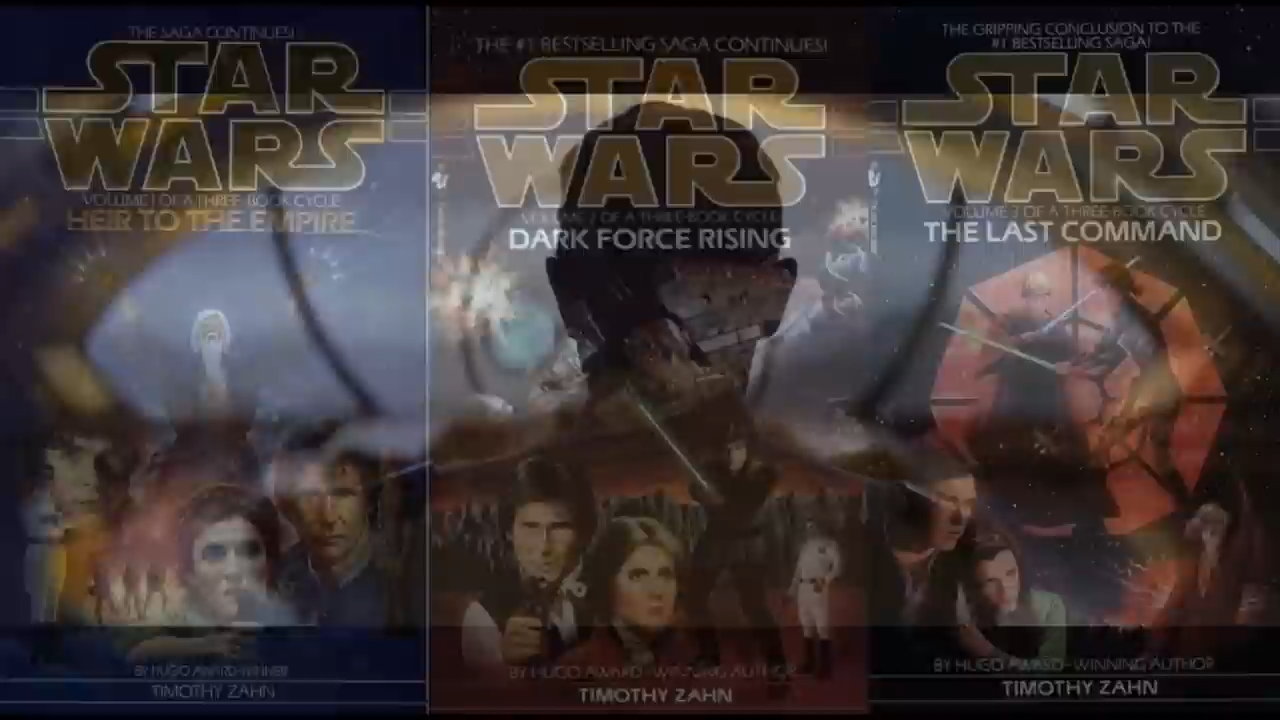 THE SAGA CONTINUES!
STAR
WARS
VOLUME 1 OF A THREE-BOOK CYCLE
HEIR TO THE EMPIRE
BY HUGO AWARD-WINNER
TIMOTHY ZAHN
THE #1 BESTSELLING SAGA CONTINUES!
STAR
WARS
VOLUME 2 OF A THREE-BOOK CYCLE
DARK FORCE RISING
BY HUGO AWARD-WINNING AUTHOR
TIMOTHY ZAHN
THE GRIPPING CONCLUSION TO THE
#1 BESTSELLING SAGA!
STAR
WARS
VOLUME 3 OF A THREE-BOOK CYCLE
THE LAST COMMAND
BY HUGO AWARD-WINNING AUTHOR
TIMOTHY ZAHN